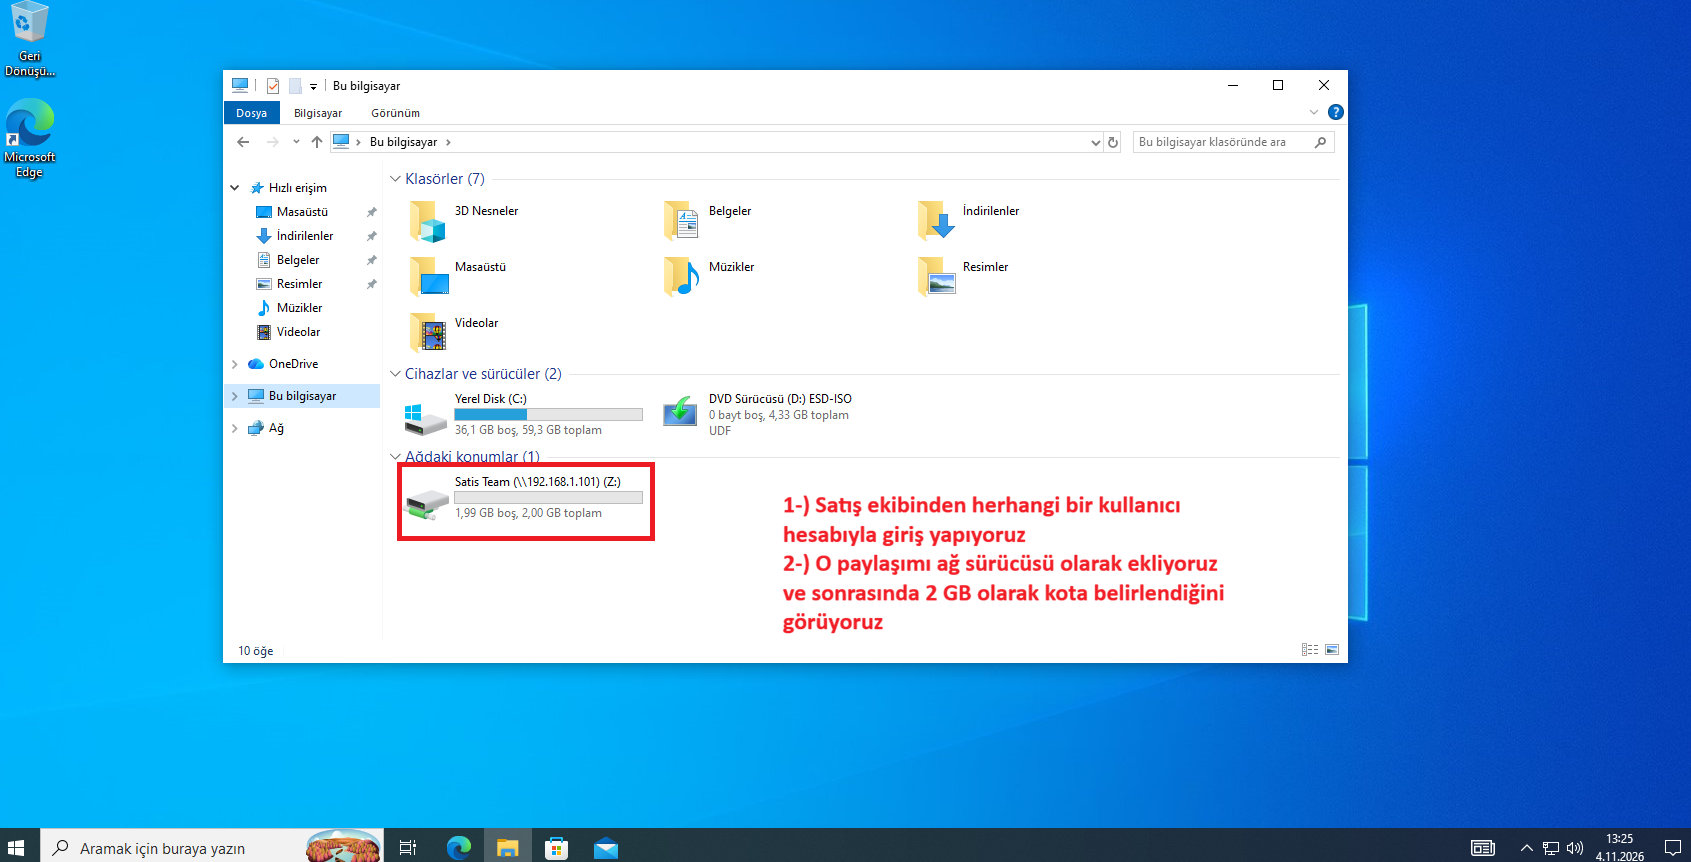 Geri
Dönüşü...
Microsoft
Edge
Bu bilgisayar
Dosya
Bilgisayar
Görünüm
Bu bilgisayar
Bu bilgisayar klasöründe ara
Hızlı erişim
Masaüstü
İndirilenler
Belgeler
Resimler
Müzikler
Videolar
OneDrive
Bu bilgisayar
Ağ
Klasörler (7)
3D Nesneler
Belgeler
İndirilenler
Masaüstü
Müzikler
Resimler
Videolar
Cihazlar ve sürücüler (2)
Yerel Disk (C:)
36,1 GB boş, 59,3 GB toplam
DVD Sürücüsü (D:) ESD-ISO
0 bayt boş, 4,33 GB toplam
UDF
Ağdaki konumlar (1)
Satis Team (\\192.168.1.101) (Z:)
1,99 GB boş, 2,00 GB toplam
1-) Satış ekibinden herhangi bir kullanıcı
hesabıyla giriş yapıyoruz
2-) O paylaşımı ağ sürücüsü olarak ekliyoruz
ve sonrasında 2 GB olarak kota belirlendiğini
görüyoruz
10 öğe
Aramak için buraya yazın
13:25
4.11.2026